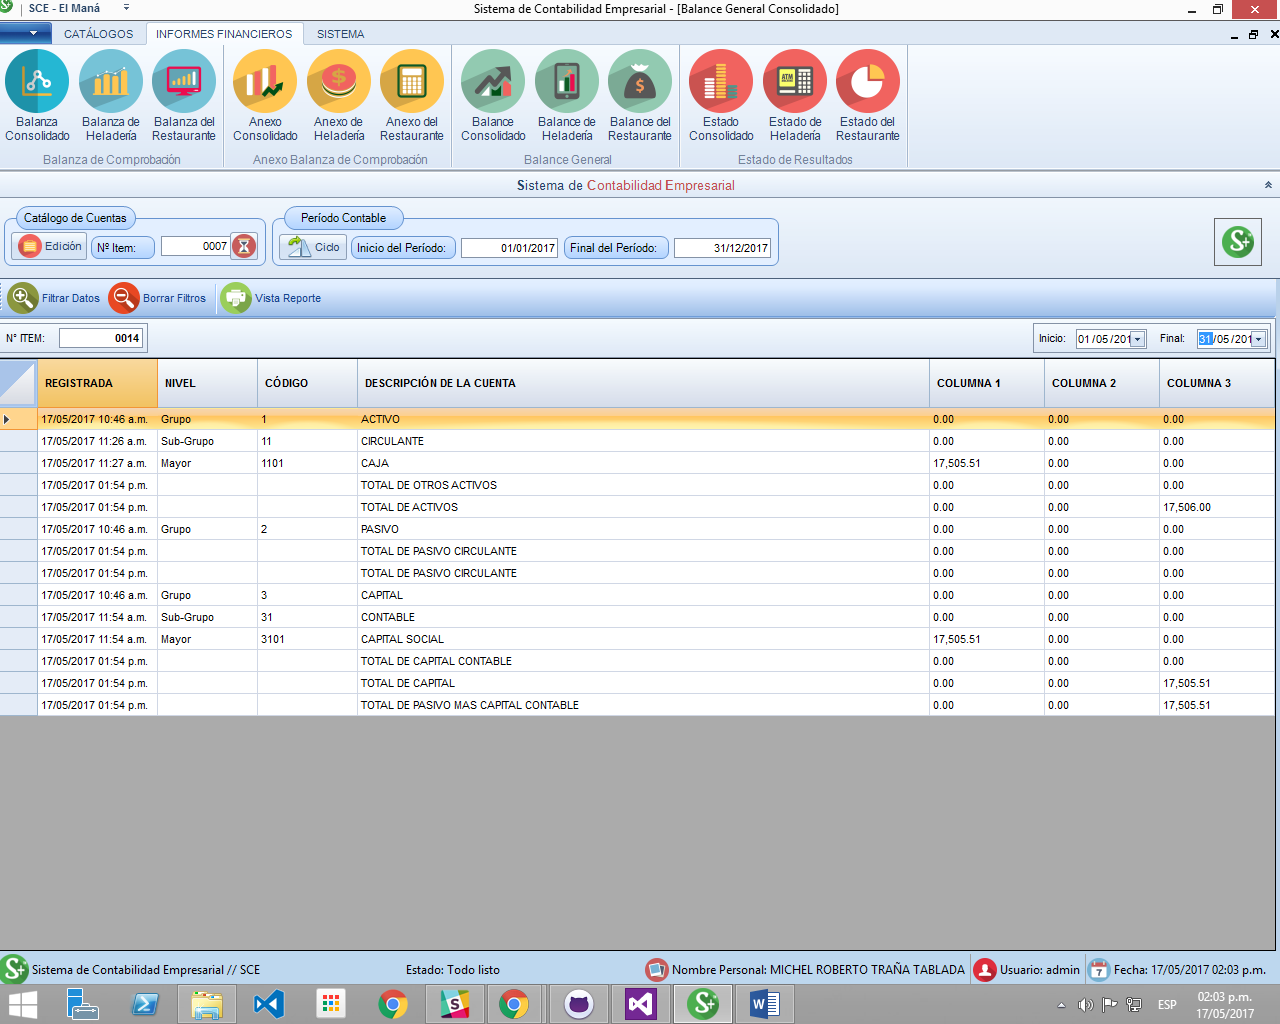 SCE - El Maná
Sistema de Contabilidad Empresarial - [Balance General Consolidado]
CATÁLOGOS INFORMES FINANCIEROS SISTEMA
Balanza Consolidado
Balanza de Heladería
Balanza del Restaurante
Anexo Consolidado
Anexo de Heladería
Anexo del Restaurante
Balance Consolidado
Balance de Heladería
Balance del Restaurante
Estado Consolidado
ATM
Estado de Heladería
Estado del Restaurante
Balanza de Comprobación
Anexo Balanza de Comprobación
Balance General
Estado de Resultados
Sistema de Contabilidad Empresarial
Catálogo de Cuentas
Edición Nº Item: 0007
Período Contable
Ciclo Inicio del Período: 01/01/2017 Final del Período: 31/12/2017
Filtrar Datos Borrar Filtros Vista Reporte
Nº ITEM: 0014
Inicio: 01/05/201 Final: 31/05/201
REGISTRADA NIVEL CÓDIGO DESCRIPCIÓN DE LA CUENTA COLUMNA 1 COLUMNA 2 COLUMNA 3
17/05/2017 10:46 a.m. Grupo 1 ACTIVO 0.00 0.00 0.00
17/05/2017 11:26 a.m. Sub-Grupo 11 CIRCULANTE 0.00 0.00 0.00
17/05/2017 11:27 a.m. Mayor 1101 CAJA 17,505.51 0.00 0.00
17/05/2017 01:54 p.m. TOTAL DE OTROS ACTIVOS 0.00 0.00 0.00
17/05/2017 01:54 p.m. TOTAL DE ACTIVOS 0.00 0.00 17,506.00
17/05/2017 10:46 a.m. Grupo 2 PASIVO 0.00 0.00 0.00
17/05/2017 01:54 p.m. TOTAL DE PASIVO CIRCULANTE 0.00 0.00 0.00
17/05/2017 01:54 p.m. TOTAL DE PASIVO CIRCULANTE 0.00 0.00 0.00
17/05/2017 10:46 a.m. Grupo 3 CAPITAL 0.00 0.00 0.00
17/05/2017 11:54 a.m. Sub-Grupo 31 CONTABLE 0.00 0.00 0.00
17/05/2017 11:54 a.m. Mayor 3101 CAPITAL SOCIAL 17,505.51 0.00 0.00
17/05/2017 01:54 p.m. TOTAL DE CAPITAL CONTABLE 0.00 0.00 0.00
17/05/2017 01:54 p.m. TOTAL DE CAPITAL 0.00 0.00 17,505.51
17/05/2017 01:54 p.m. TOTAL DE PASIVO MAS CAPITAL CONTABLE 0.00 0.00 17,505.51
Sistema de Contabilidad Empresarial // SCE Estado: Todo listo Nombre Personal: MICHEL ROBERTO TRAÑA TABLADA Usuario: admin 7 Fecha: 17/05/2017 02:03 p.m.
ESP 02:03 p.m.
17/05/2017